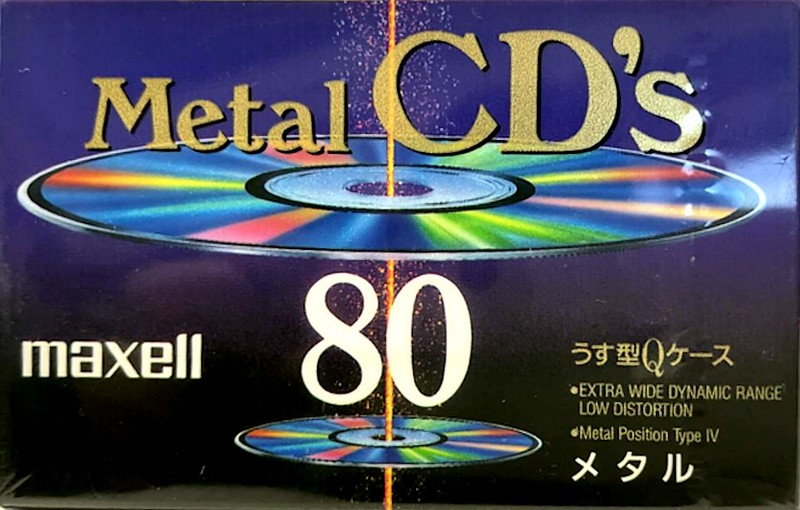 Metal CD's
80
maxell
うす型Qケース
•EXTRA WIDE DYNAMIC RANGE
LOW DISTORTION
•Metal Position Type IV
メタル